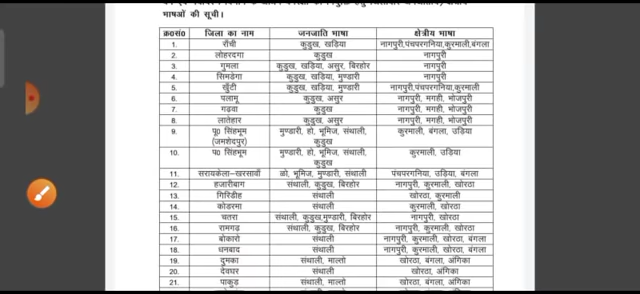 भाषाओं की सूची।
क्र०सं० जिला का नाम जनजाति भाषा क्षेत्रीय भाषा
1. राँची कुडुख, खडिया नागपुरी,पंचपरगनिया,कुरमाली,बंगला
2. लोहरदगा कुडुख नागपुरी
3. गुमला कुडुख, खडिया, असुर, बिरहोर नागपुरी
4. सिमडेगा कुडुख, खडिया, मुण्डारी नागपुरी
5. खुँटी कुडुख, खडिया, मुण्डारी नागपुरी,पंचपरगनिया,कुरमाली
6. पलामू कुडुख, असुर नागपुरी, मगही, भोजपुरी
7. गढ़वा कुडुख नागपुरी, मगही, भोजपुरी
8. लातेहार कुडुख, असुर नागपुरी, मगही, भोजपुरी
9. पू० सिंहभूम मुण्डारी, हो, भूमिज, संथाली, कुरमाली, बंगला, उडिया
(जमशेदपुर) कुडुख
10. प० सिंहभूम मुण्डारी, हो, भूमिज, संथाली, कुरमाली, उडिया
कुडुख
11. सरायकेला-खरसावाँ हो, भूमिज, मुण्डारी, संथाली पंचपरगनिया, उडिया, बंगला
12. हजारीबाग संथाली, कुडुख, बिरहोर नागपुरी, कुरमाली, खोरठा
13. गिरिडीह संथाली खोरठा, कुरमाली
14. कोडरमा संथाली कुरमाली, खोरठा
15. चतरा संथाली, कुडुख,मुण्डारी, बिरहोर नागपुरी, खोरठा
16. रामगढ़ संथाली, कुडुख, बिरहोर नागपुरी, कुरमाली, खोरठा
17. बोकारो संथाली नागपुरी, कुरमाली, खोरठा, बंगला
18. धनबाद संथाली नागपुरी, कुरमाली, खोरठा, बंगला
19. दुमका संथाली, माल्तो खोरठा, बंगला, अंगिका
20. देवघर संथाली खोरठा, अंगिका
21. पाकुड़ संथाली, माल्तो खोरठा, बंगला, अंगिका